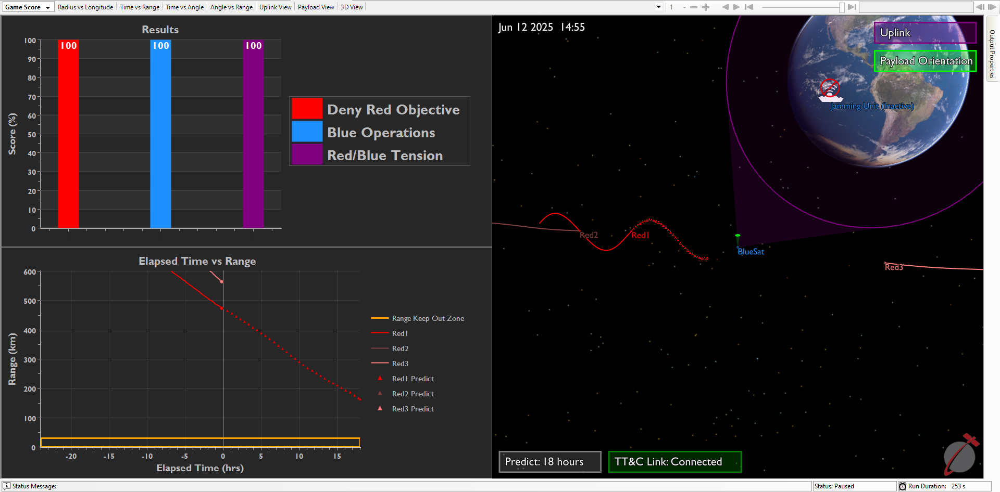 Game Score
Radius vs Longitude
Time vs Range
Time vs Angle
Angle vs Range
Uplink View
Payload View
3D View
1
Results
Score (%)
100
90
80
70
60
50
40
30
20
10
0
100
100
100
Deny Red Objective
Blue Operations
Red/Blue Tension
Elapsed Time vs Range
Range (km)
600
500
400
300
200
100
0
-20
-15
-10
-5
0
5
10
15
Elapsed Time (hrs)
Range Keep Out Zone
Red1
Red2
Red3
Red1 Predict
Red2 Predict
Red3 Predict
Jun 12 2025 14:55
Uplink
Payload Orientation
Jamming Unit (Inactive)
Red2
Red1
BlueSat
Red3
Predict: 18 hours
TT&C Link: Connected
Output Properties
Status Message:
Status: Paused
Run Duration: 253 s